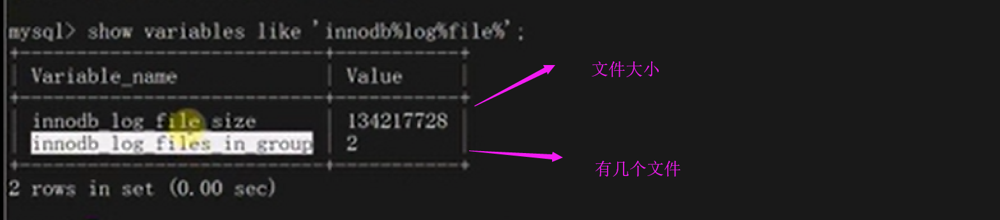 mysql> show variables like 'innodb%log%file%';
Variable_name | Value
文件大小
innodb_log_file_size | 134217728
innodb_log_files_in_group | 2
有几个文件
2 rows in set (0.00 sec)